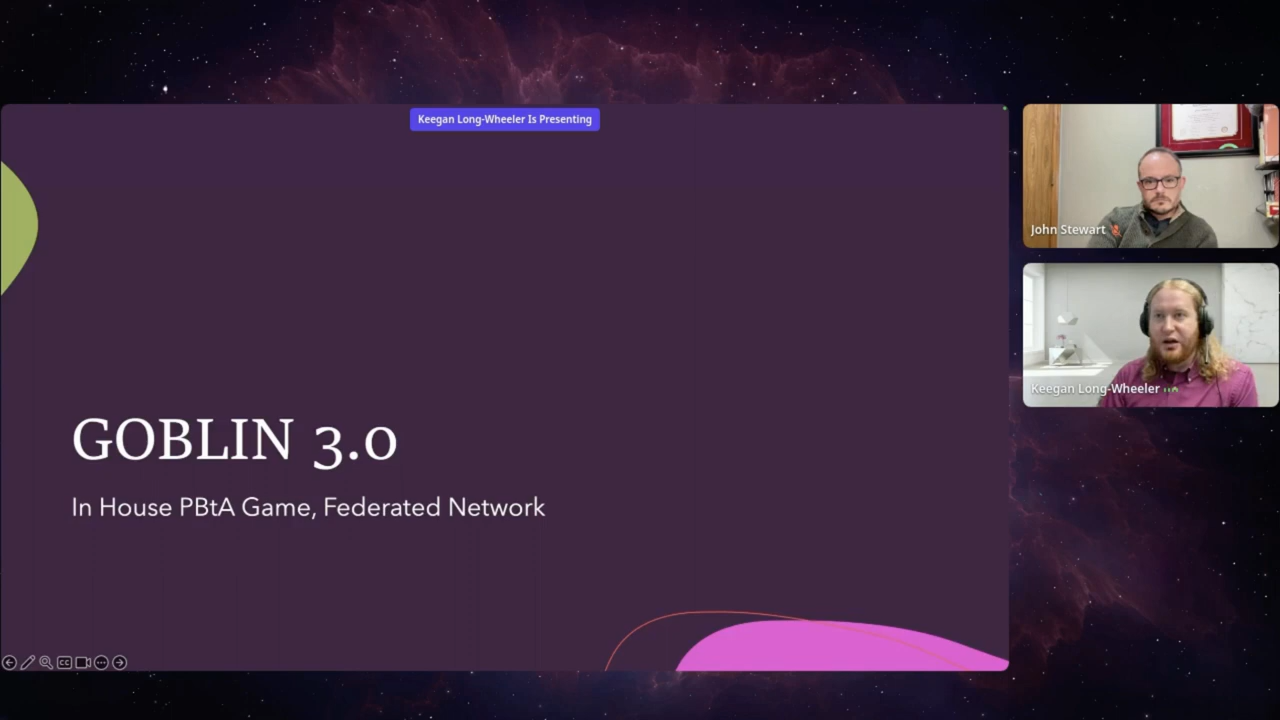 Keegan Long-Wheeler Is Presenting
GOBLIN 3.0
In House PBtA Game, Federated Network
John Stewart
Keegan Long-Wheeler
CC